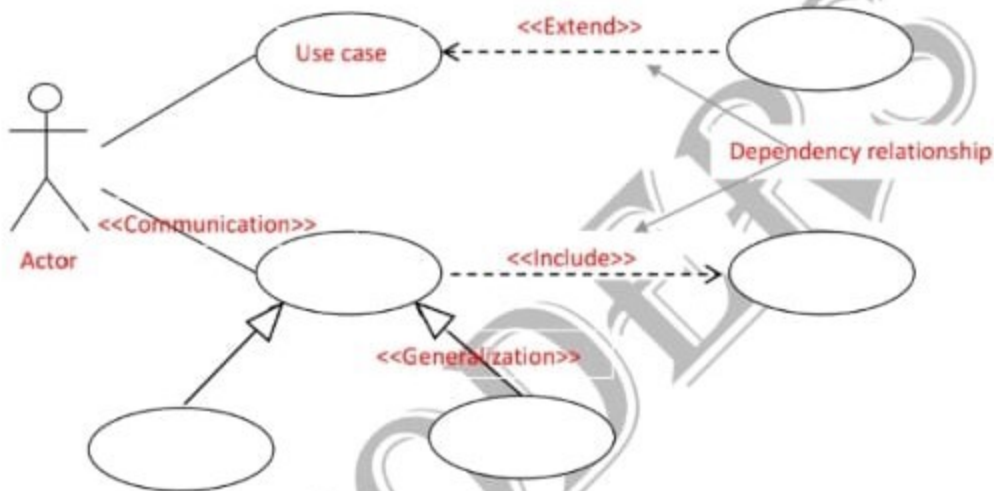 <<Extend>>
Use case
Dependency relationship
<<Communication>>
Actor
<<Include>>
<<Generalization>>